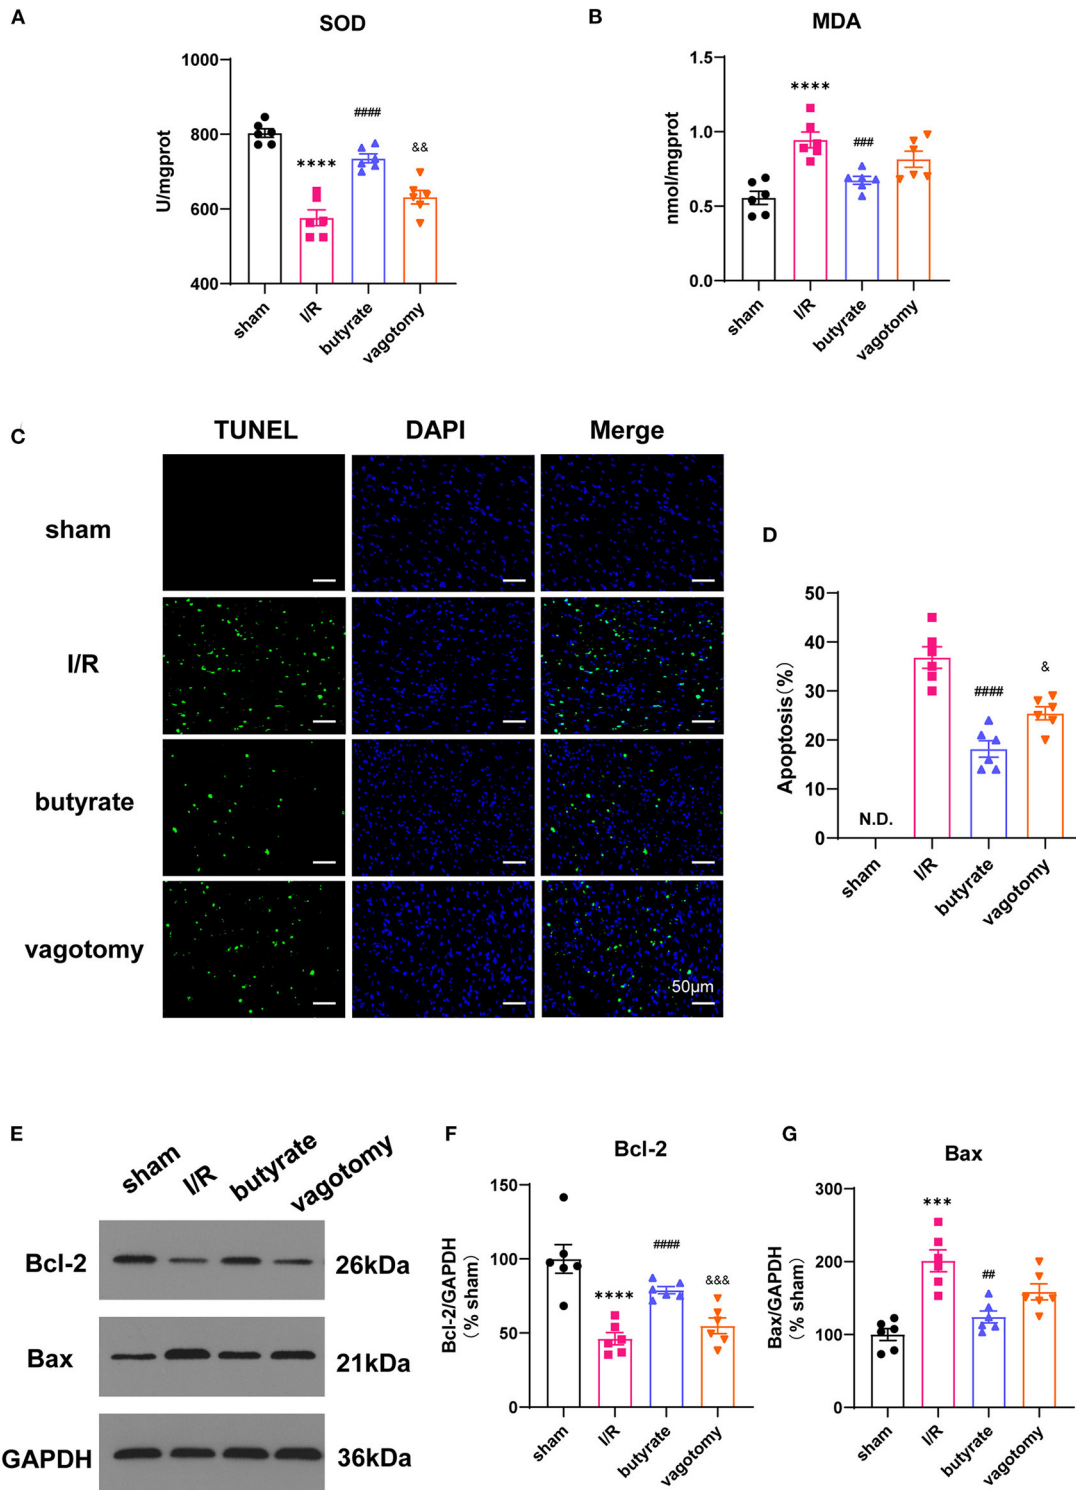 A
SOD
U/mgprot
1000
800
600
400
****
####
&&
sham
I/R
butyrate
vagotomy
B
MDA
nmol/mgprot
1.5
1.0
0.5
0.0
****
###
sham
I/R
butyrate
vagotomy
C
TUNEL DAPI Merge
sham
I/R
butyrate
vagotomy
50μm
D
Apoptosis(%)
50
40
30
20
10
0
N.D.
####
&
sham
I/R
butyrate
vagotomy
E
sham I/R butyrate vagotomy
Bcl-2 26kDa
Bax 21kDa
GAPDH 36kDa
F
Bcl-2
Bcl-2/GAPDH
(% sham)
150
100
50
0
****
####
&&&
sham
I/R
butyrate
vagotomy
G
Bax
Bax/GAPDH
(% sham)
300
200
100
0
***
##
sham
I/R
butyrate
vagotomy